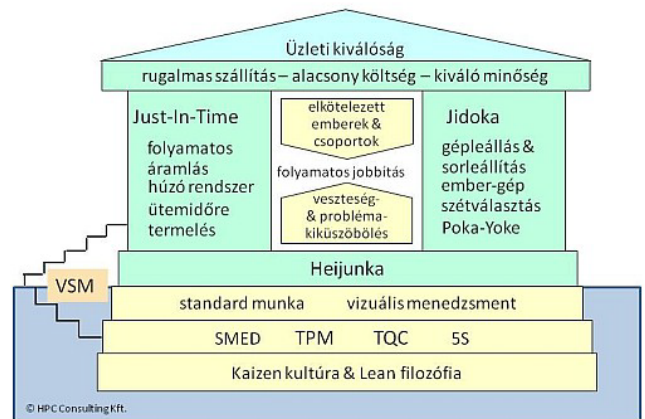 Üzleti kiválóság
rugalmas szállítás – alacsony költség – kiváló minőség
Just-In-Time
folyamatos
áramlás
húzó rendszer
ütemidőre
termelés
elkötelezett
emberek &
csoportok
folyamatos jobbítás
veszteség-
& probléma-
kiküszöbölés
Jidoka
gépleállás &
sorleállítás
ember-gép
szétválasztás
Poka-Yoke
Heijunka
VSM
standard munka vizuális menedzsment
SMED TPM TQC 5S
Kaizen kultúra & Lean filozófia
© HPC Consulting Kft.